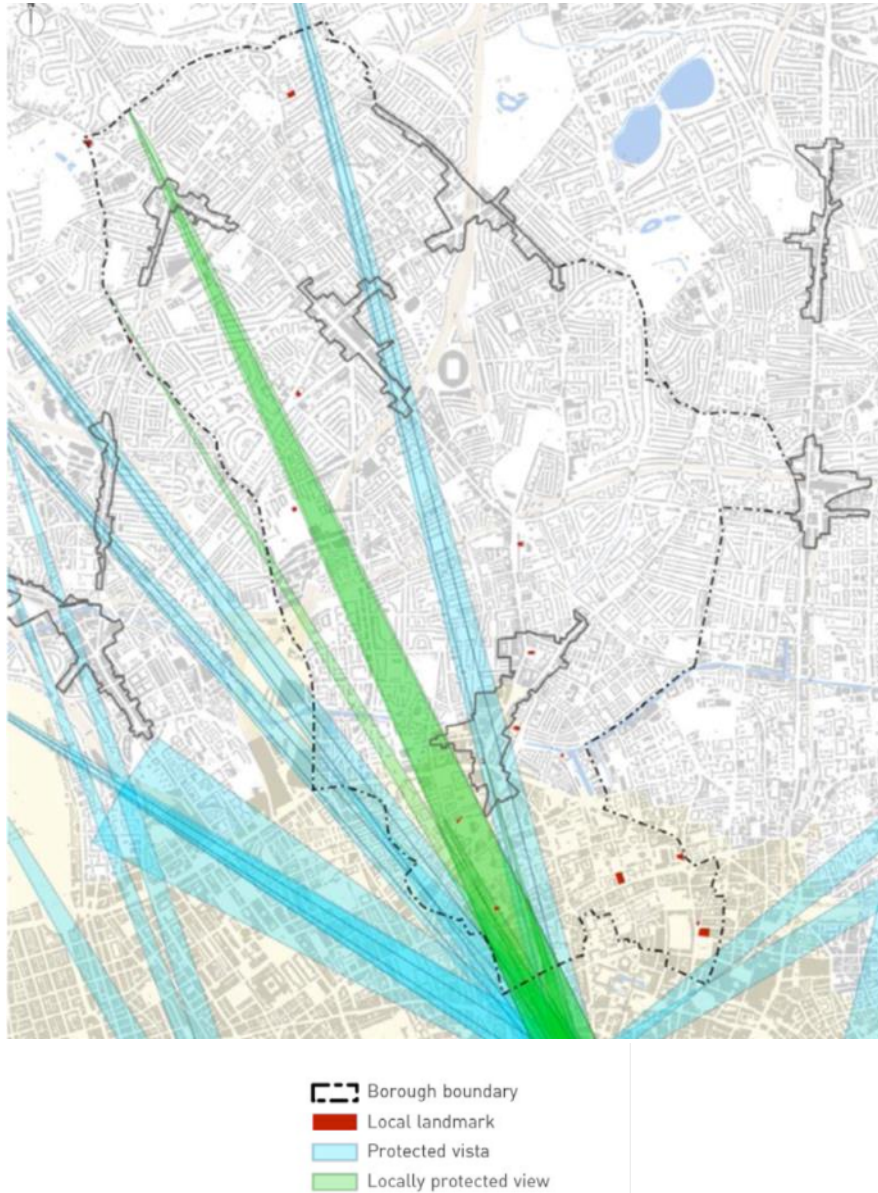 Borough boundary
Local landmark
Protected vista
Locally protected view